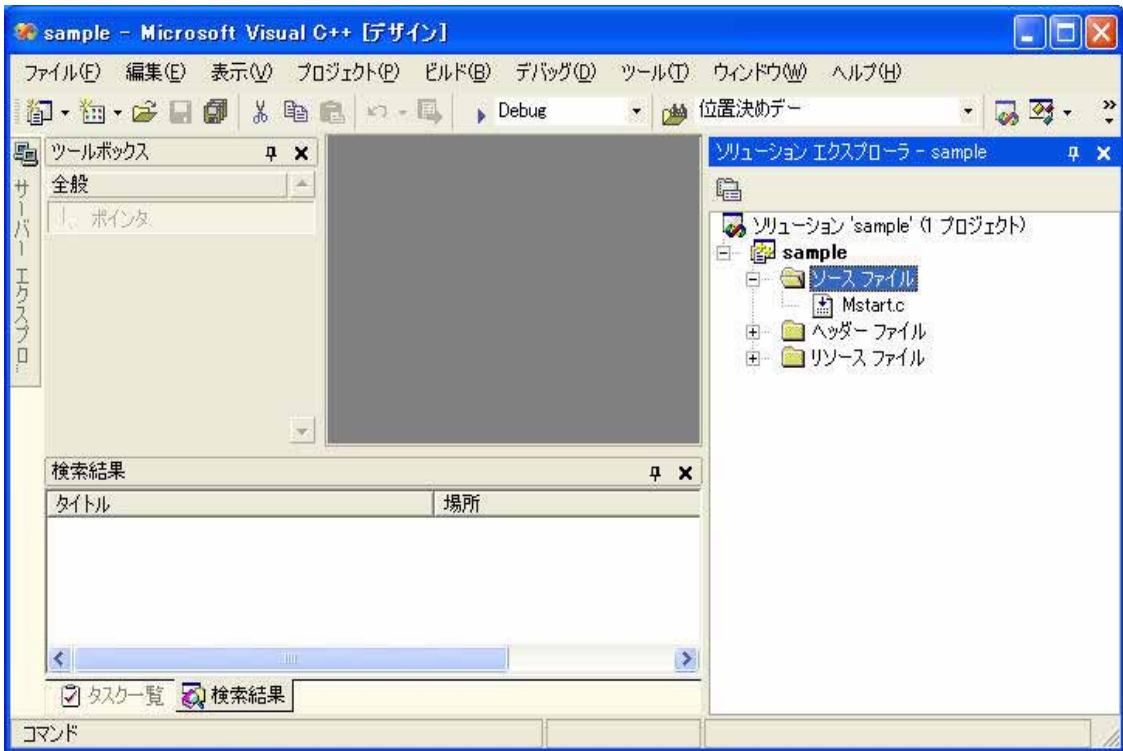 sample - Microsoft Visual C++ [デザイン]
ファイル(F) 編集(E) 表示(V) プロジェクト(P) ビルド(B) デバッグ(D) ツール(T) ウィンドウ(W) ヘルプ(H)
Debug 位置決めデー
サーバー エクスプロ
ツールボックス
全般
ポインタ
ソリューション エクスプローラ - sample
ソリューション 'sample' (1 プロジェクト)
sample
ソース ファイル
Mstart.c
ヘッダー ファイル
リソース ファイル
検索結果
タイトル 場所
タスク一覧 検索結果
コマンド